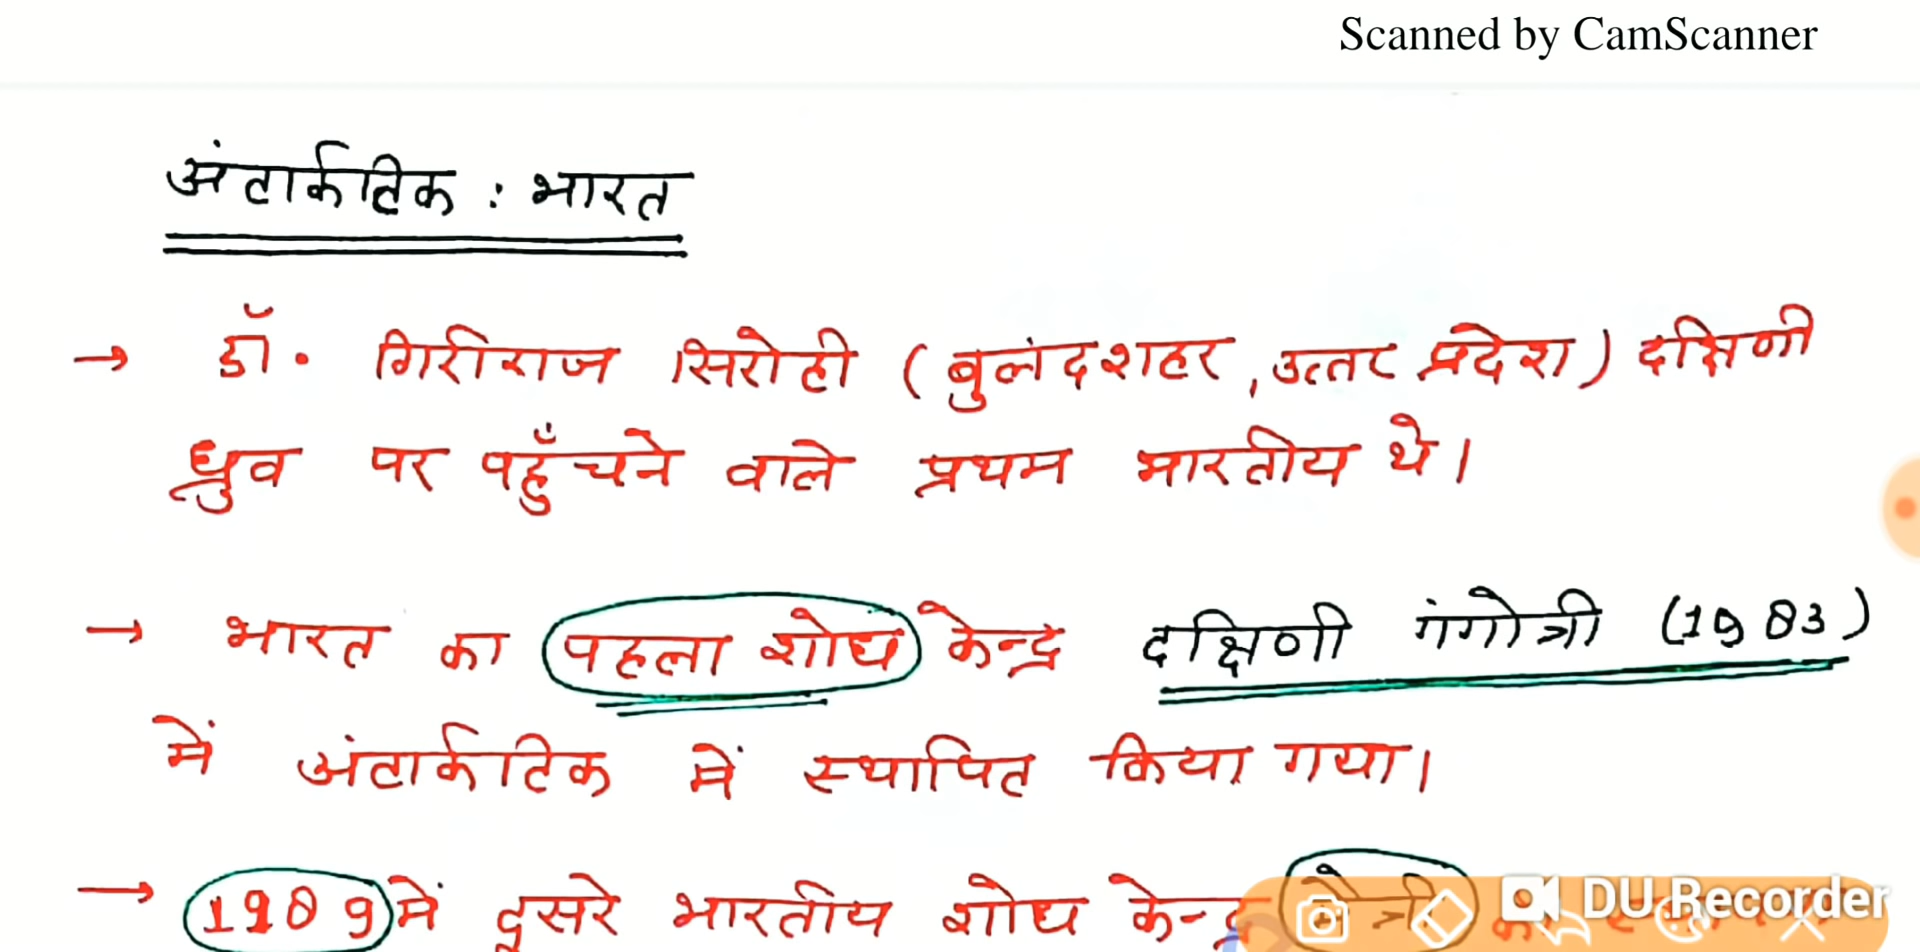 Scanned by CamScanner
अंटार्कटिक : भारत
→ डॉ. गिरीराज सिरोही (बुलंदशहर, उत्तर प्रदेश) दक्षिणी
ध्रुव पर पहुँचने वाले प्रथम भारतीय थे।
→ भारत का पहला शोध केन्द्र दक्षिणी गंगोत्री (1983)
में अंटार्कटिक में स्थापित किया गया।
→ 1989 में दूसरे भारतीय शोध केन्द्र
DU Recorder